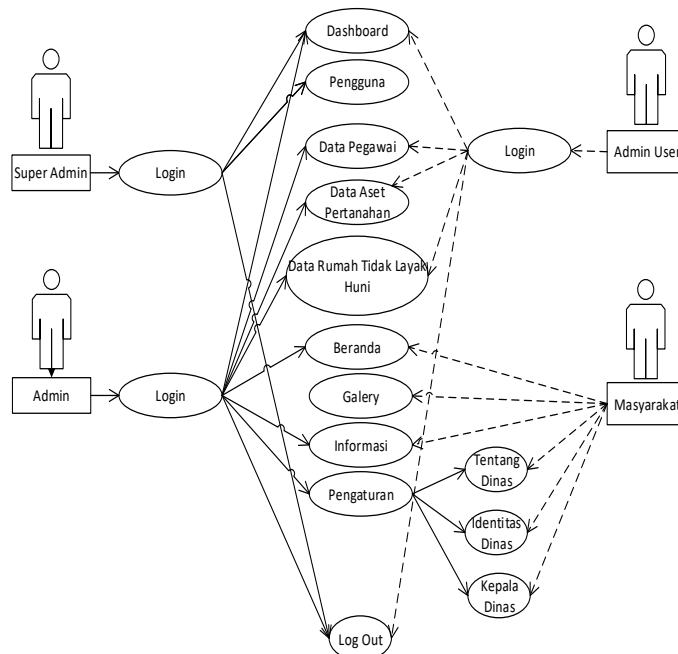 Dashboard
Pengguna
Data Pegawai
Login
Admin User
Super Admin
Login
Data Aset
Pertanahan
Data Rumah Tidak Layak
Huni
Beranda
Admin
Login
Galery
Masyarakat
Informasi
Tentang
Dinas
Pengaturan
Identitas
Dinas
Kepala
Dinas
Log Out